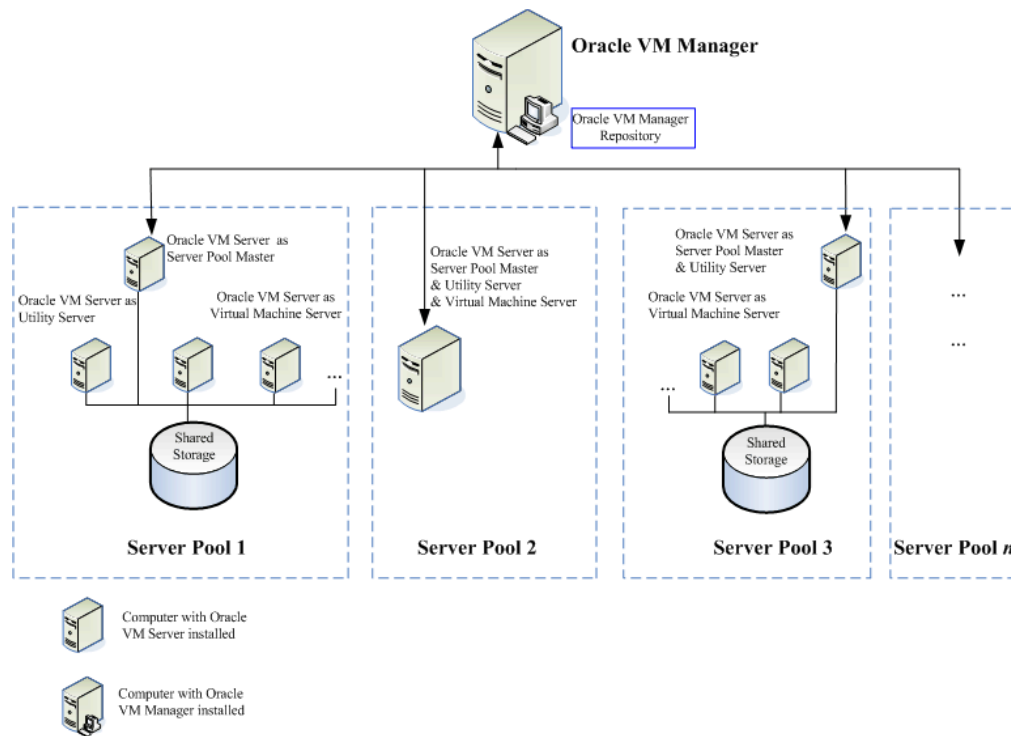 Oracle VM Manager
Oracle VM Manager
Repository
Oracle VM Server as
Server Pool Master
Oracle VM Server as
Utility Server
Oracle VM Server as
Virtual Machine Server
...
Shared
Storage
Server Pool 1
Oracle VM Server as
Server Pool Master
& Utility Server
& Virtual Machine Server
Server Pool 2
Oracle VM Server as
Server Pool Master
& Utility Server
Oracle VM Server as
Virtual Machine Server
...
Shared
Storage
Server Pool 3
...
...
Server Pool n
Computer with Oracle
VM Server installed
Computer with Oracle
VM Manager installed